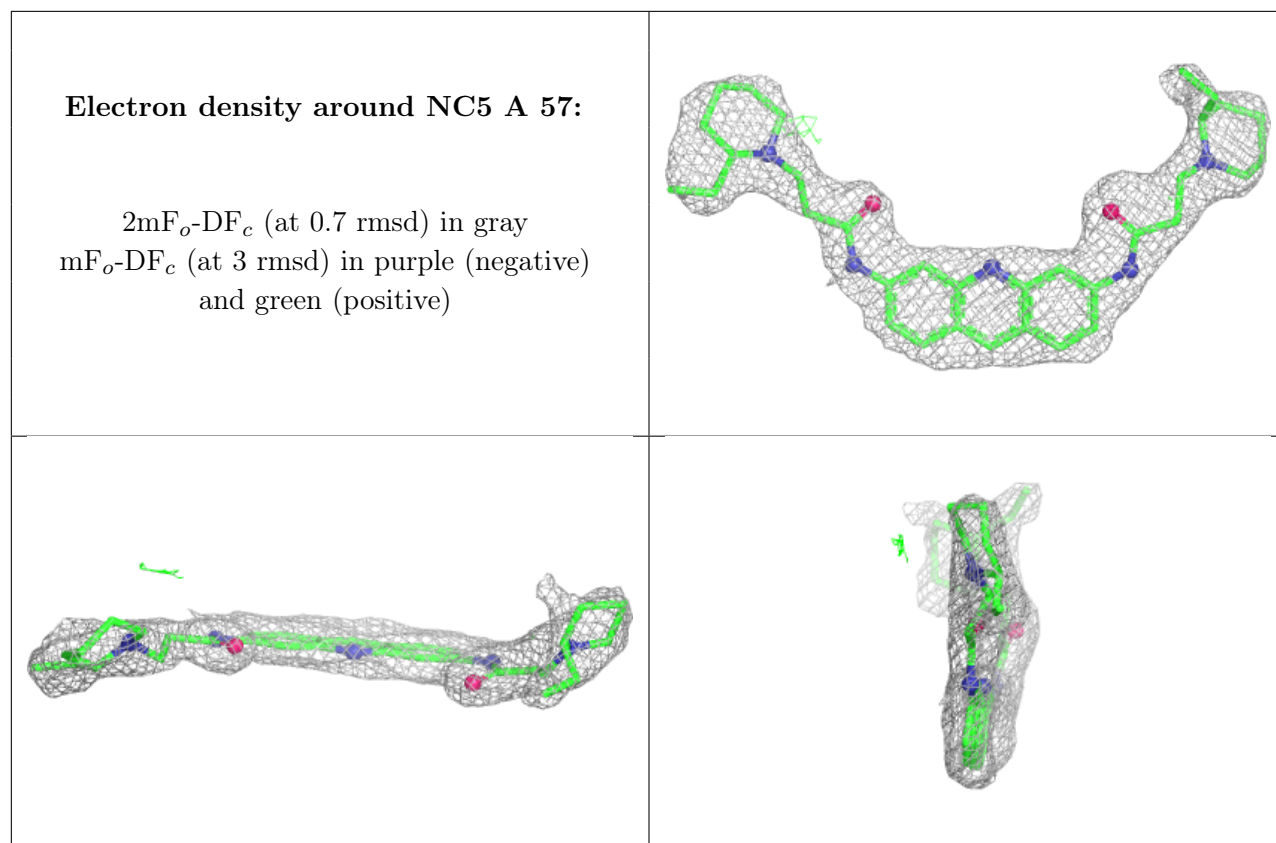 Electron density around NC5 A 57:
2mFₒ-DF𝒸 (at 0.7 rmsd) in gray
mFₒ-DF𝒸 (at 3 rmsd) in purple (negative)
and green (positive)